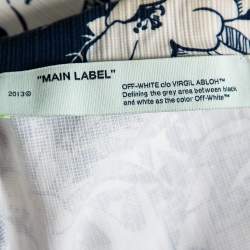 "MAIN LABEL"
2013©
OFF-WHITE c/o VIRGIL ABLOH™
Defining the grey area between black
and white as the color Off-White™